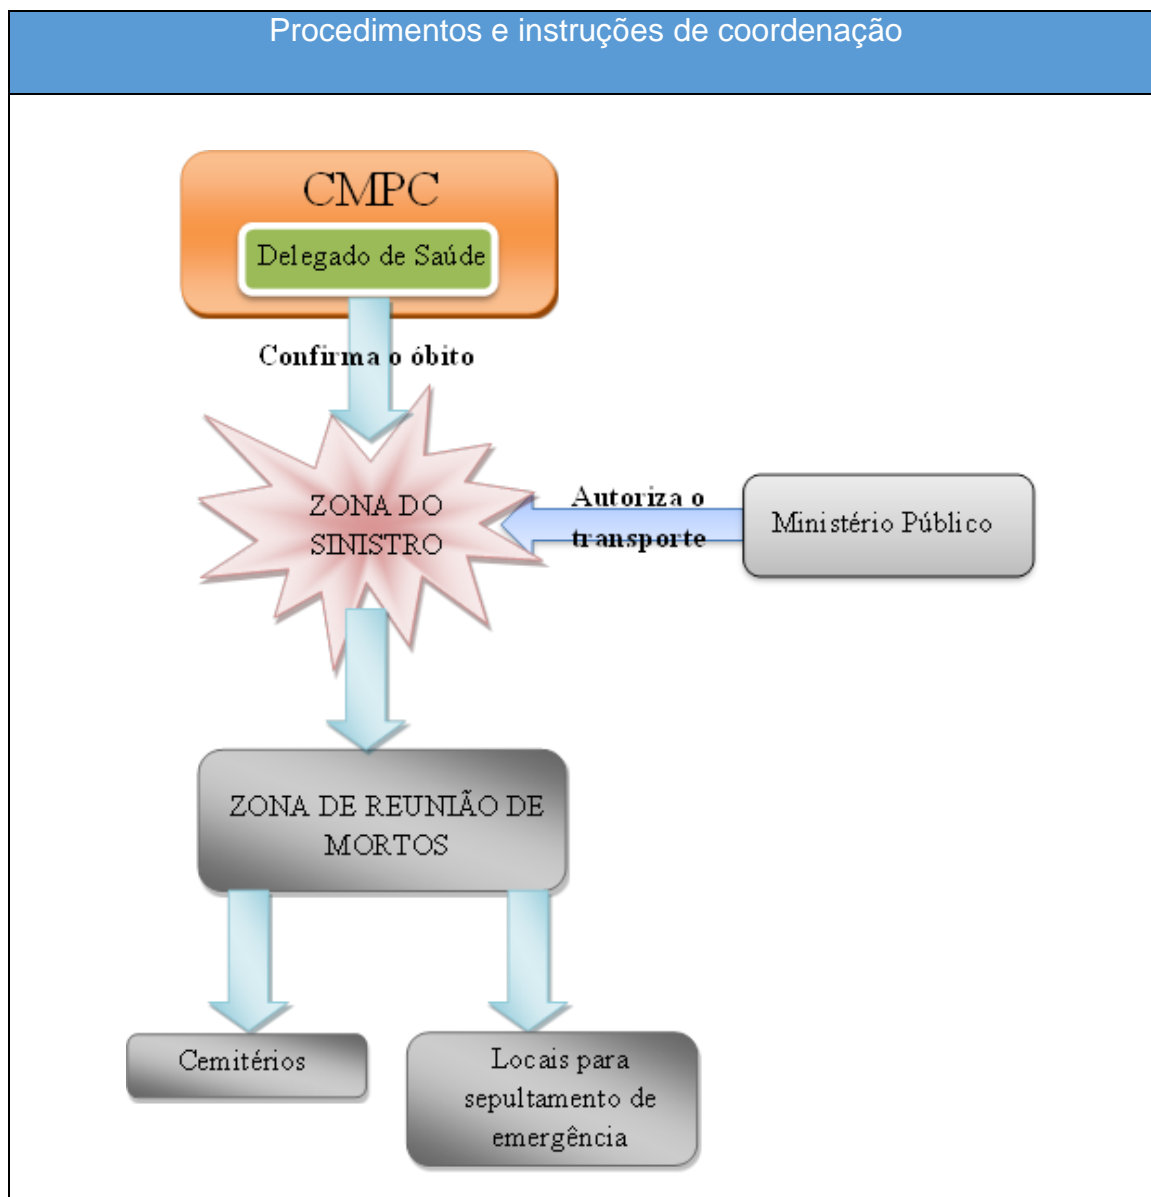 Procedimentos e instruções de coordenação
CMPC
Delegado de Saúde
Confirma o óbito
ZONA DO
SINISTRO
Autoriza o
transporte
Ministério Público
ZONA DE REUNIÃO DE
MORTOS
Cemitérios
Locais para
sepultamento de
emergência